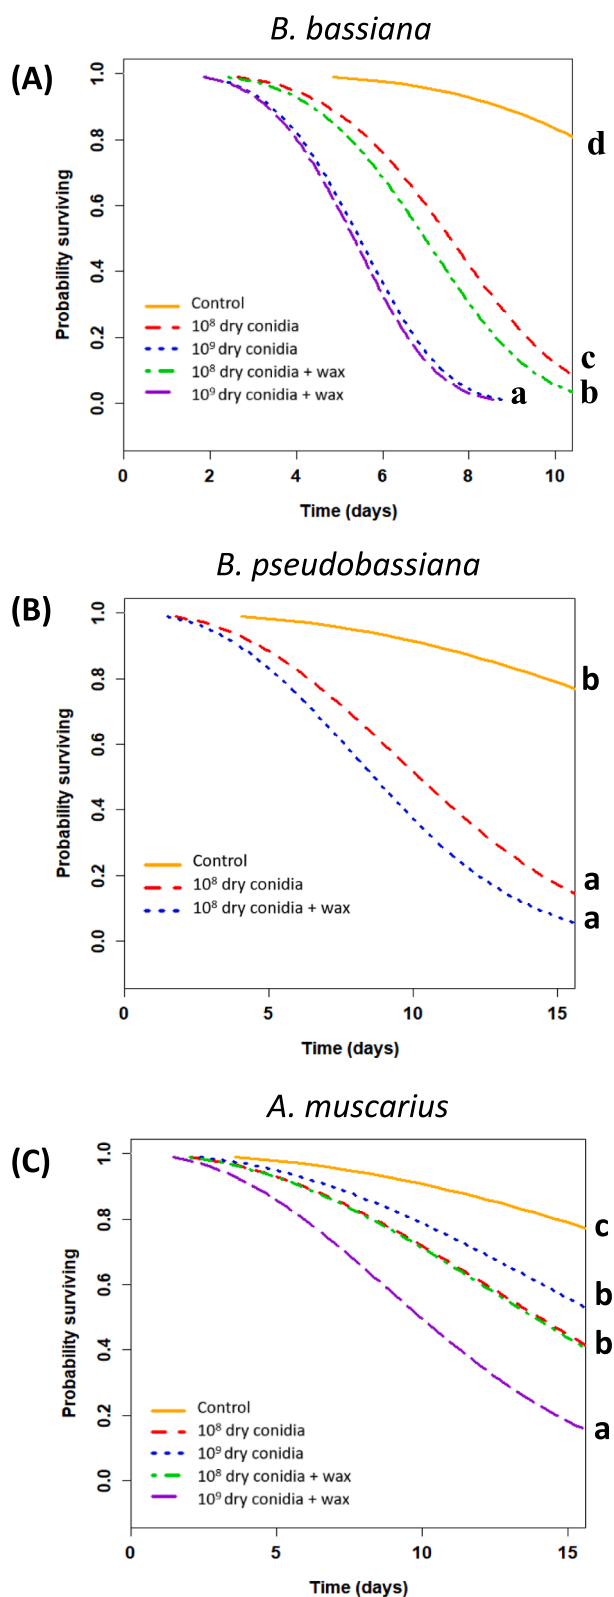 B. bassiana
(A)
Probability surviving
1.0
0.8
0.6
0.4
0.2
0.0
d
c
b
a
Control
10⁸ dry conidia
10⁹ dry conidia
10⁸ dry conidia + wax
10⁹ dry conidia + wax
0 2 4 6 8 10
Time (days)
B. pseudobassiana
(B)
Probability surviving
1.0
0.8
0.6
0.4
0.2
0.0
b
a
a
Control
10⁸ dry conidia
10⁸ dry conidia + wax
0 5 10 15
Time (days)
A. muscarius
(C)
Probability surviving
1.0
0.8
0.6
0.4
0.2
0.0
c
b
b
a
Control
10⁸ dry conidia
10⁹ dry conidia
10⁸ dry conidia + wax
10⁹ dry conidia + wax
0 5 10 15
Time (days)